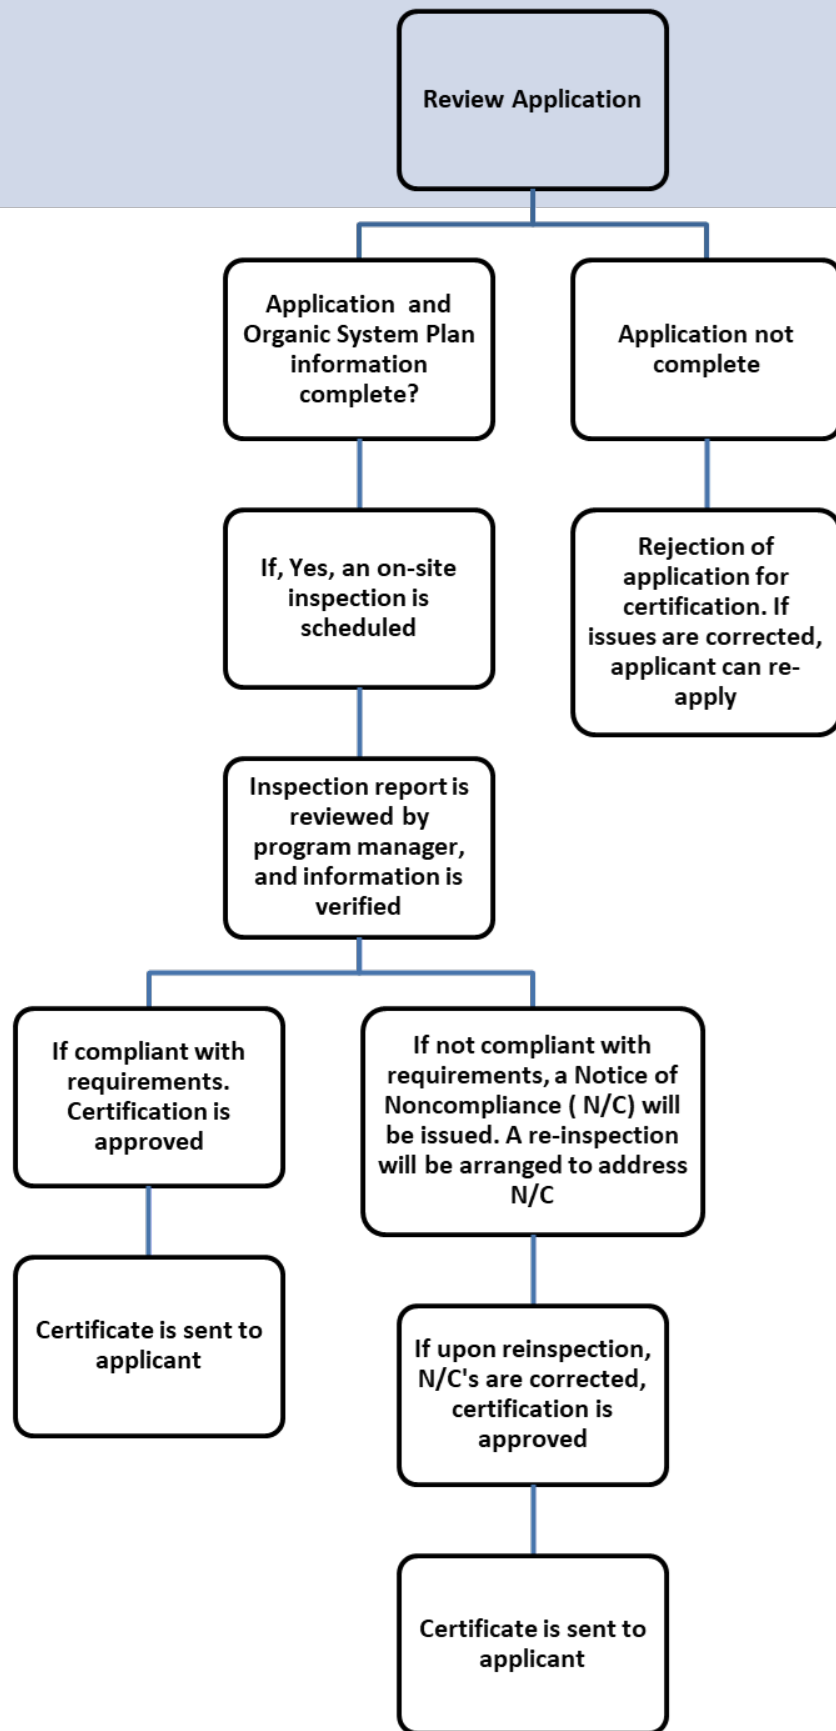 Review Application
Application and
Organic System Plan
information
complete?
Application not
complete
If, Yes, an on-site
inspection is
scheduled
Rejection of
application for
certification. If
issues are corrected,
applicant can re-
apply
Inspection report is
reviewed by
program manager,
and information is
verified
If compliant with
requirements.
Certification is
approved
If not compliant with
requirements, a Notice of
Noncompliance ( N/C) will
be issued. A re-inspection
will be arranged to address
N/C
Certificate is sent to
applicant
If upon reinspection,
N/C's are corrected,
certification is
approved
Certificate is sent to
applicant